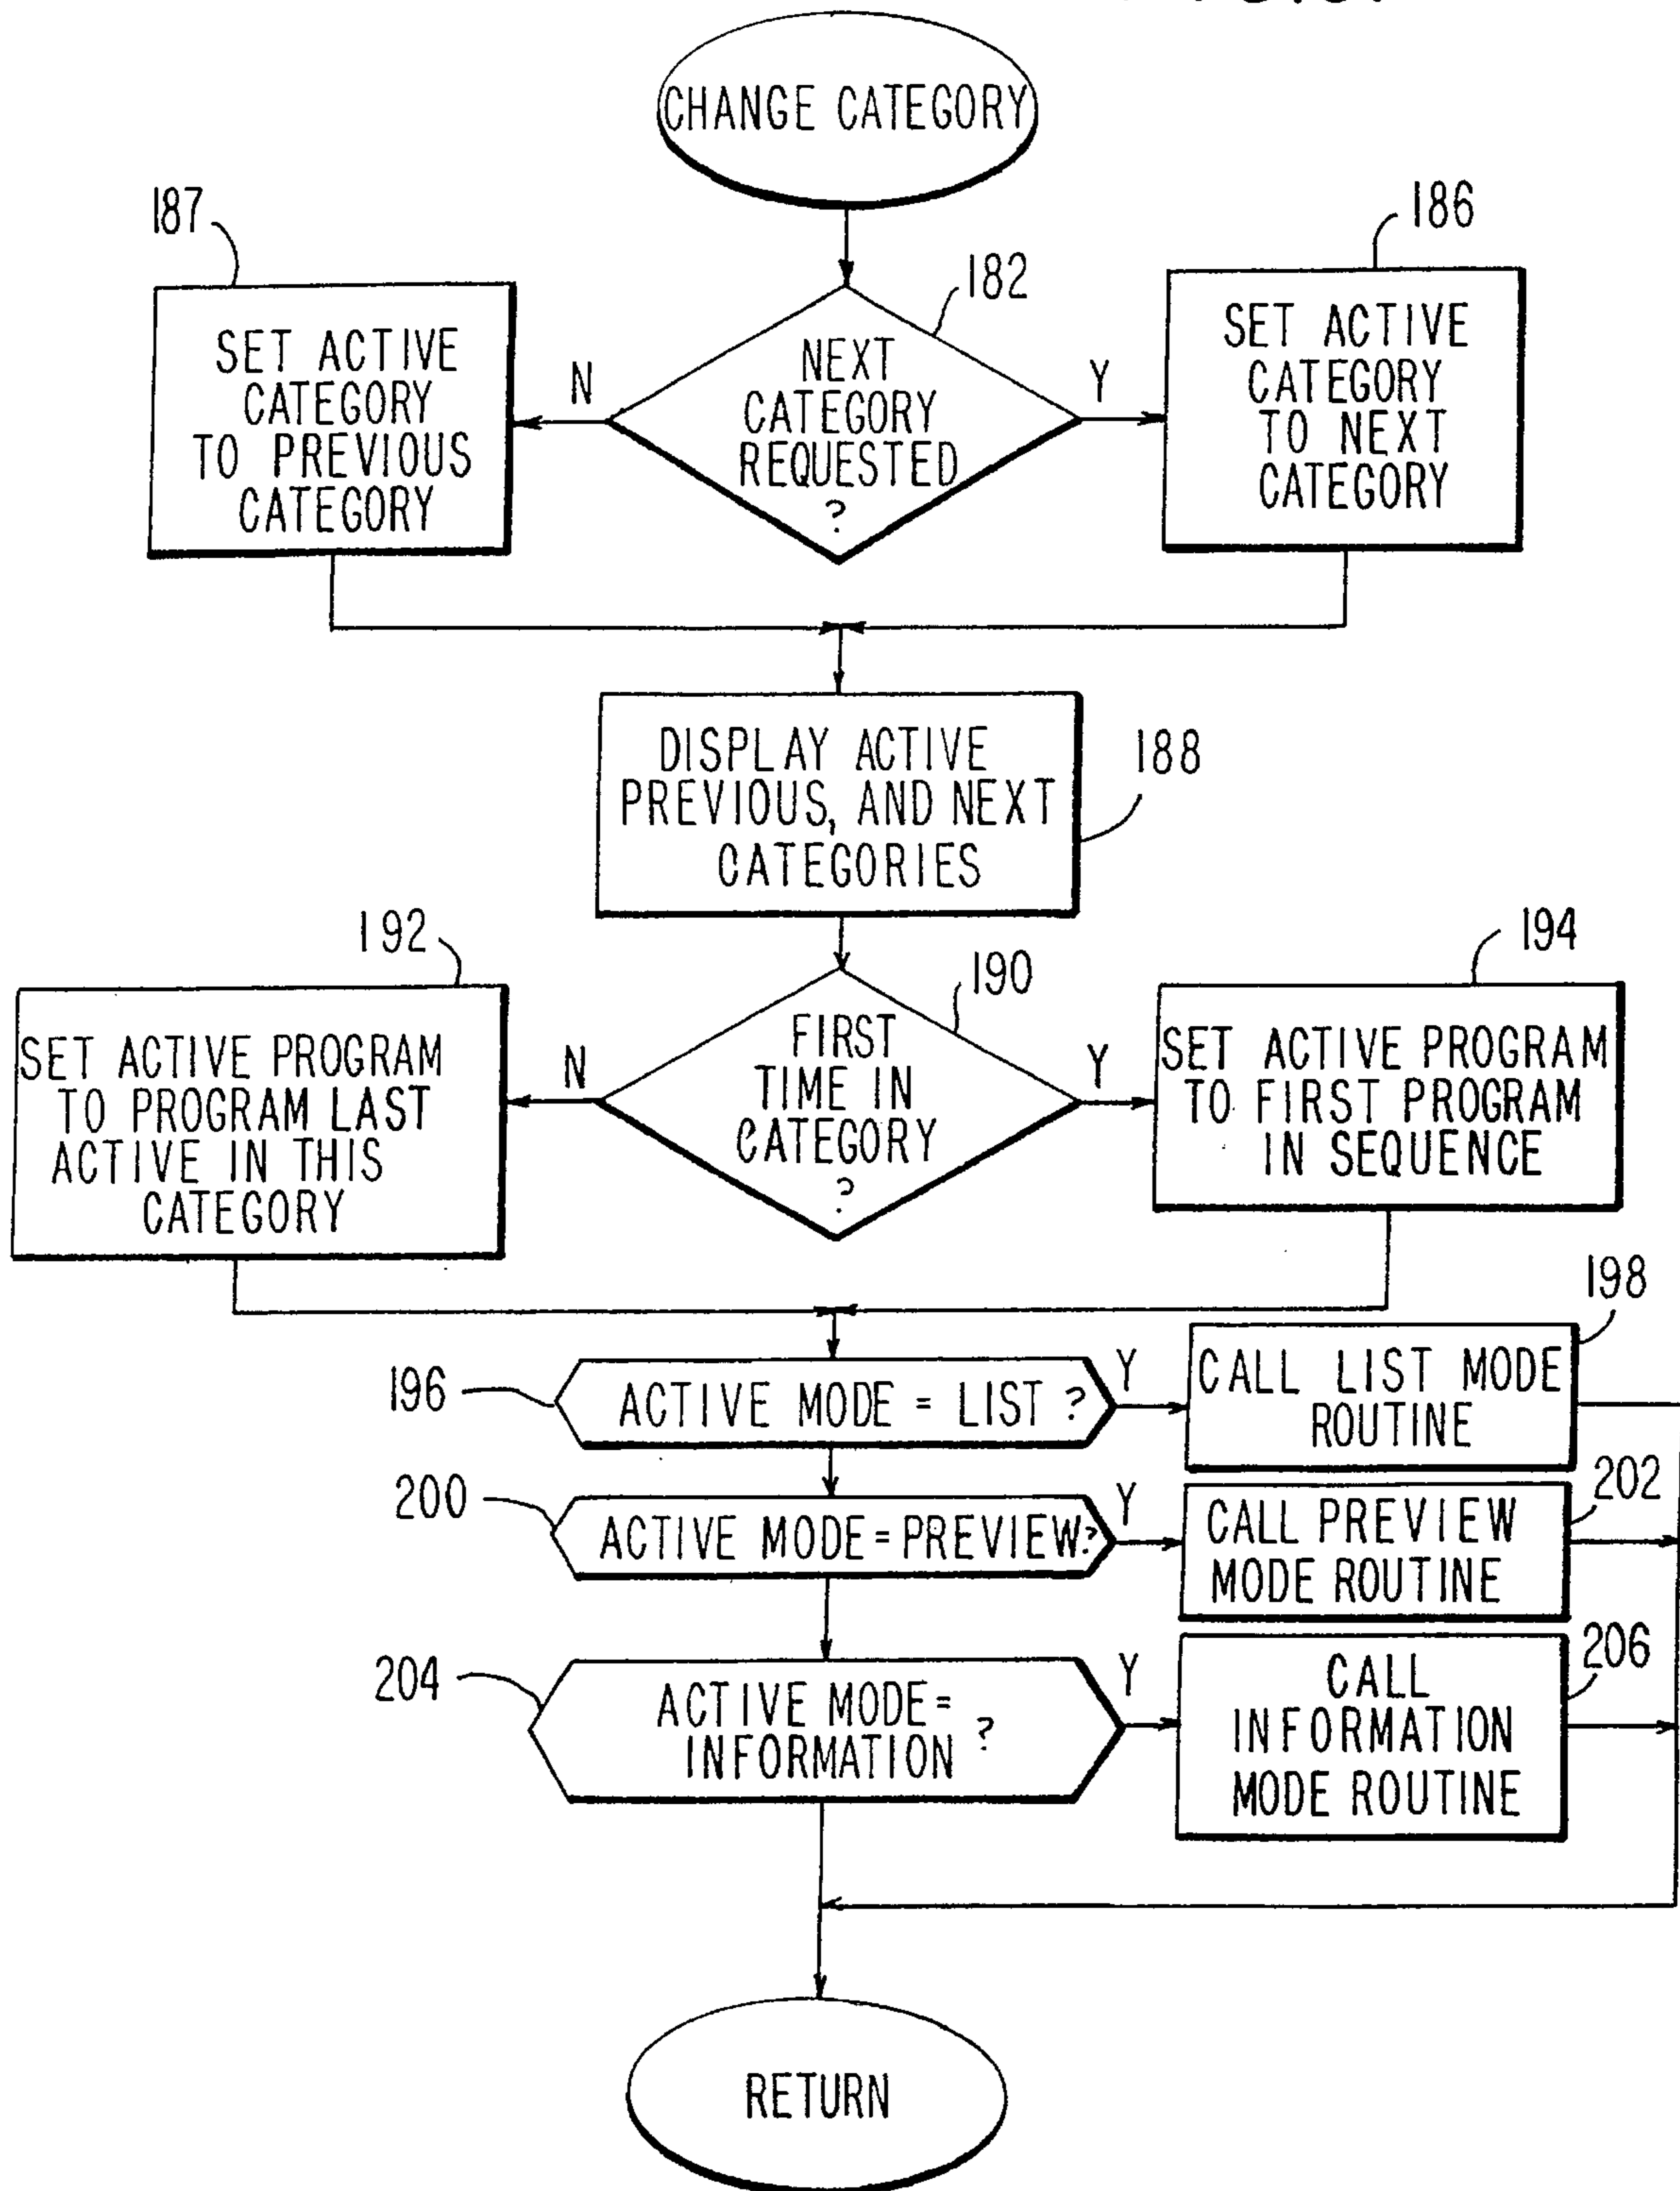 CHANGE CATEGORY
187
186
182
SET ACTIVE
CATEGORY
TO PREVIOUS
CATEGORY
N
NEXT
CATEGORY
REQUESTED
?
Y
SET ACTIVE
CATEGORY
TO NEXT
CATEGORY
DISPLAY ACTIVE
PREVIOUS, AND NEXT
CATEGORIES
188
192
190
194
SET ACTIVE PROGRAM
TO PROGRAM LAST
ACTIVE IN THIS
CATEGORY
N
FIRST
TIME IN
CATEGORY
?
Y
SET ACTIVE PROGRAM
TO FIRST PROGRAM
IN SEQUENCE
198
196
ACTIVE MODE = LIST ?
Y
CALL LIST MODE
ROUTINE
200
ACTIVE MODE = PREVIEW?
Y
202
CALL PREVIEW
MODE ROUTINE
204
ACTIVE MODE =
INFORMATION ?
Y
206
CALL
INFORMATION
MODE ROUTINE
RETURN